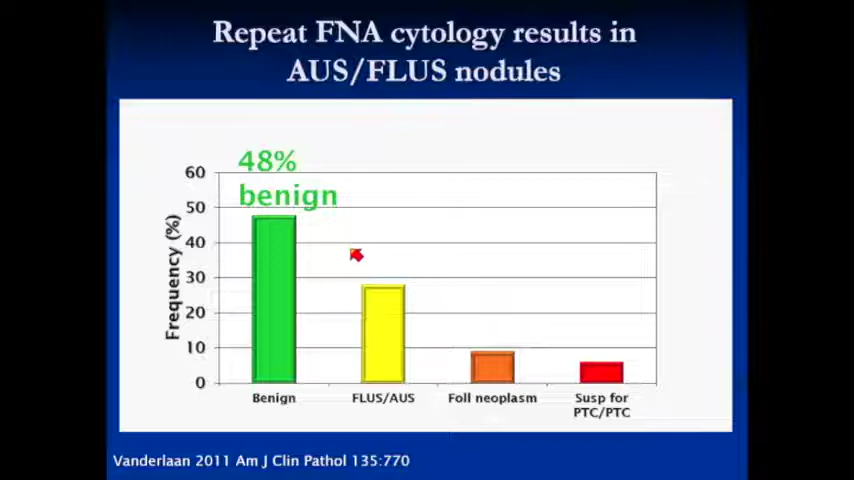 Repeat FNA cytology results in
AUS/FLUS nodules
48%
benign
Frequency (%)
60
50
40
30
20
10
0
Benign
FLUS/AUS
Foll neoplasm
Susp for
PTC/PTC
Vanderlaan 2011 Am J Clin Pathol 135:770